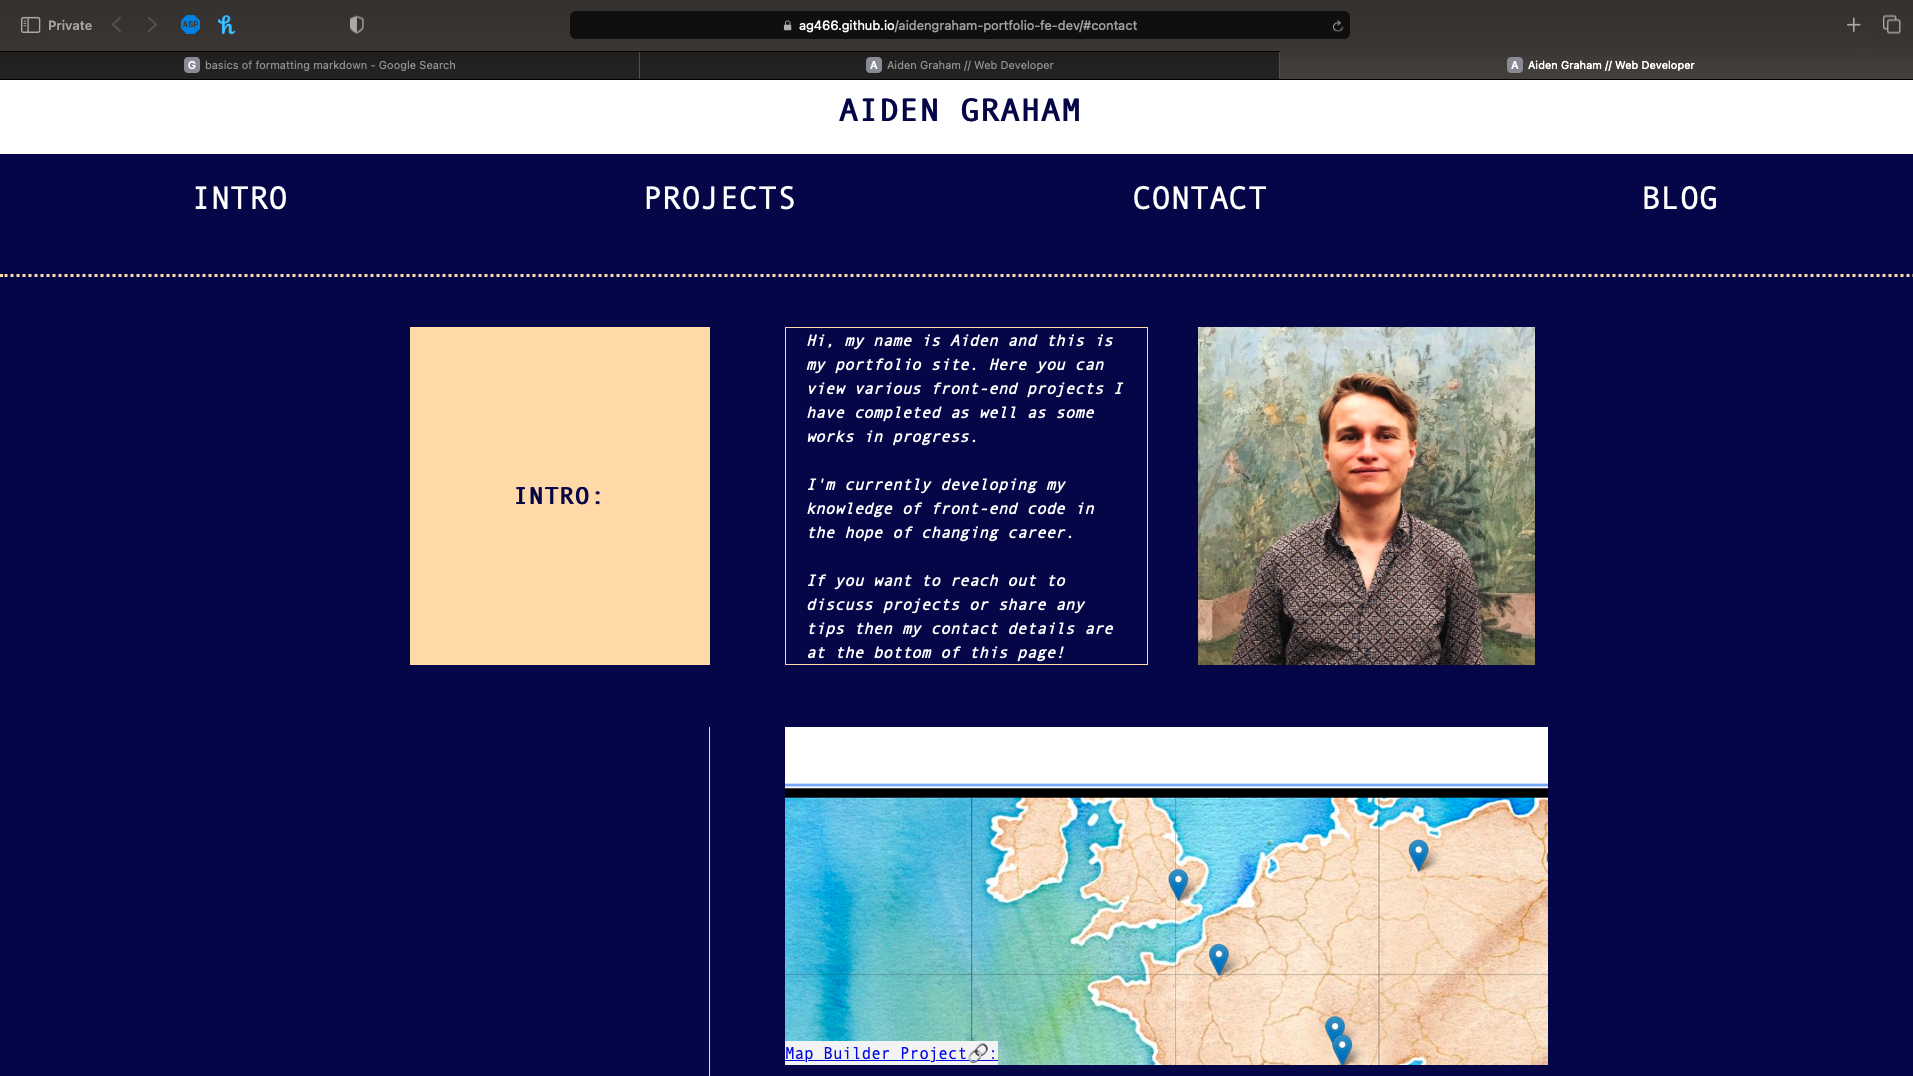 Private
ABP
ag466.github.io/aidengraham-portfolio-fe-dev/#contact
G basics of formatting markdown - Google Search
A Aiden Graham // Web Developer
A Aiden Graham // Web Developer
AIDEN GRAHAM
INTRO
PROJECTS
CONTACT
BLOG
INTRO:
Hi, my name is Aiden and this is
my portfolio site. Here you can
view various front-end projects I
have completed as well as some
works in progress.
I'm currently developing my
knowledge of front-end code in
the hope of changing career.
If you want to reach out to
discuss projects or share any
tips then my contact details are
at the bottom of this page!
Map Builder Project🔗: